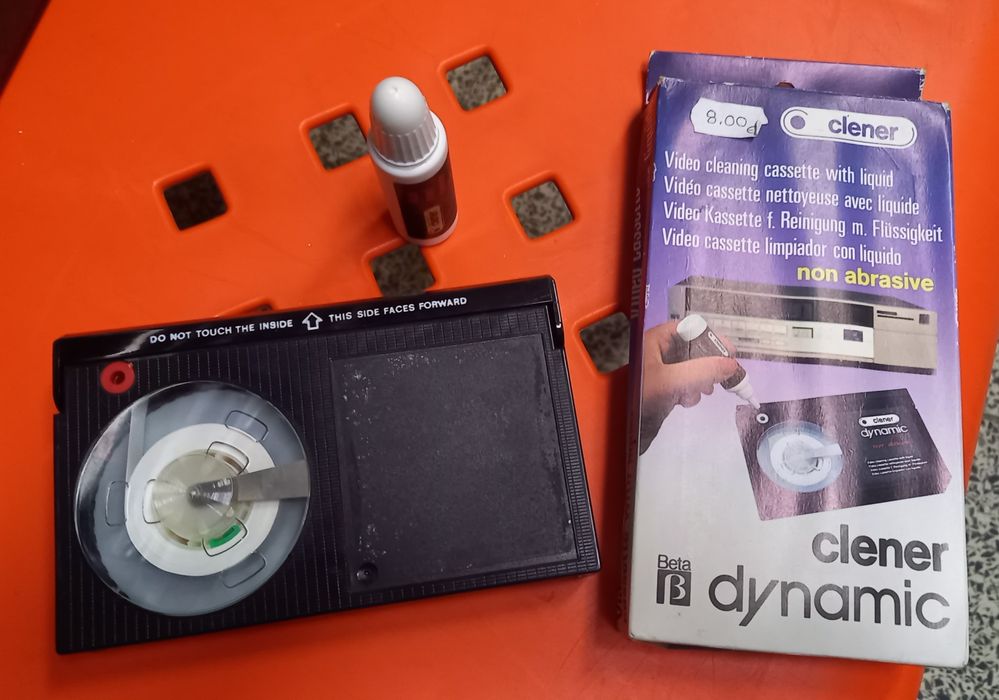 DO NOT TOUCH THE INSIDE THIS SIDE FACES FORWARD
8.00
clener
Video cleaning cassette with liquid
Vidéo cassette nettoyeuse avec liquide
Video Kassette f. Reinigung m. Flüssigkeit
Video cassette limpiador con liquido
non abrasive
clener
dynamic
clener
Beta
dynamic